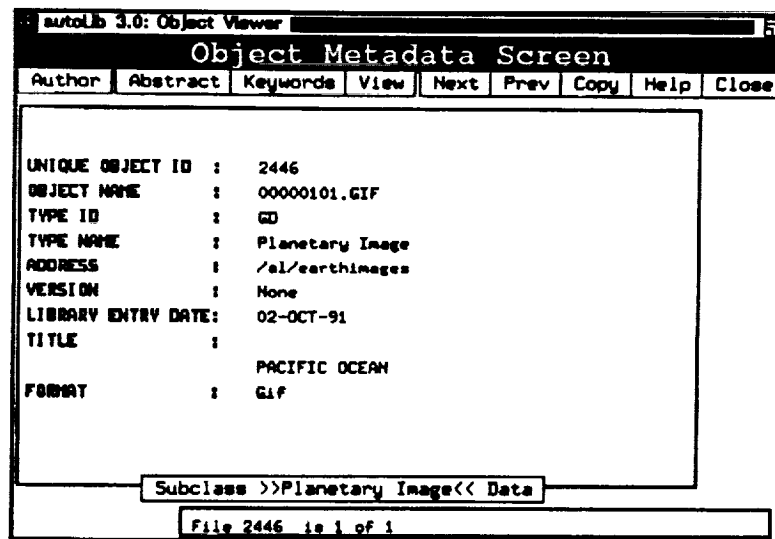 autoLib 3.0: Object Viewer
Object Metadata Screen
Author Abstract Keywords View Next Prev Copy Help Close
UNIQUE OBJECT ID : 2446
OBJECT NAME : 00000101.GIF
TYPE ID : GD
TYPE NAME : Planetary Image
ADDRESS : /al/earthimages
VERSION : None
LIBRARY ENTRY DATE: 02-OCT-91
TITLE :
PACIFIC OCEAN
FORMAT : Gif
Subclass >>Planetary Image<< Data
File 2446 is 1 of 1